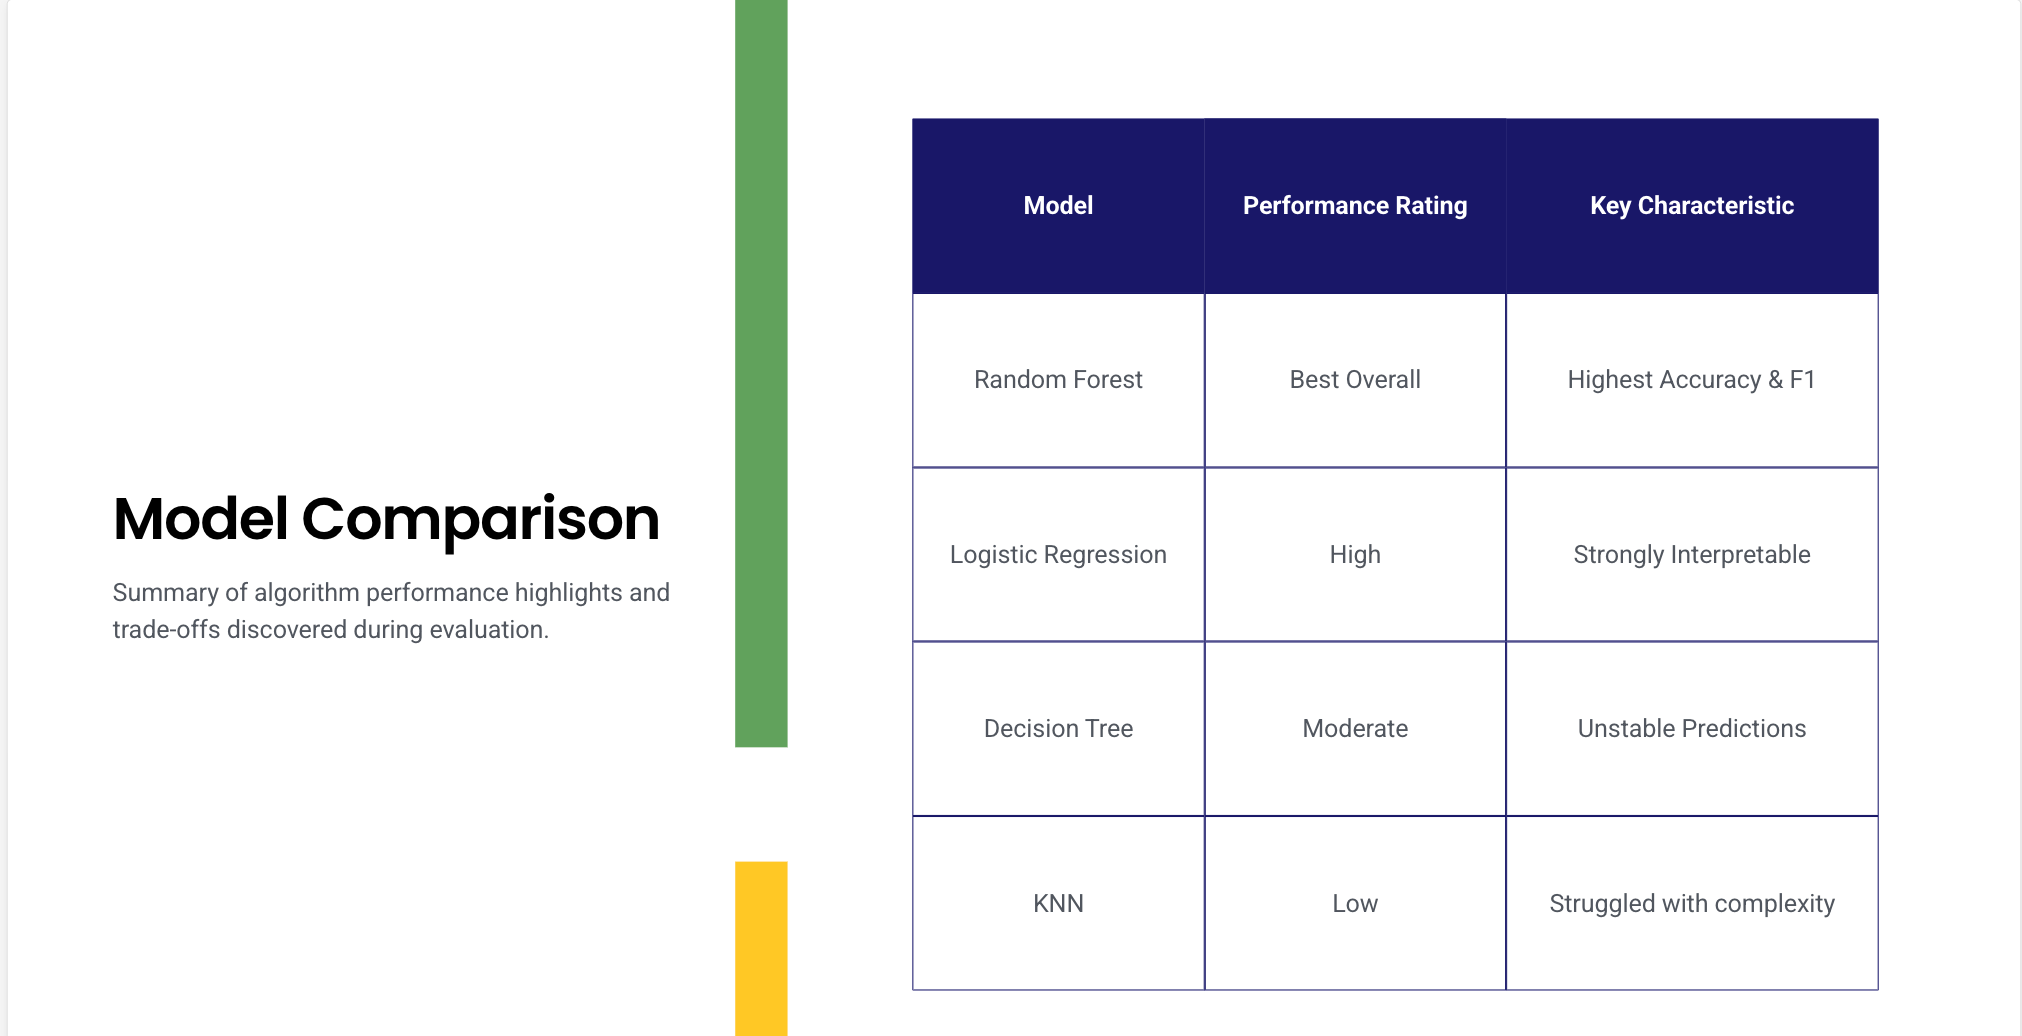 Model Comparison
Summary of algorithm performance highlights and
trade-offs discovered during evaluation.
Model Performance Rating Key Characteristic
Random Forest Best Overall Highest Accuracy & F1
Logistic Regression High Strongly Interpretable
Decision Tree Moderate Unstable Predictions
KNN Low Struggled with complexity